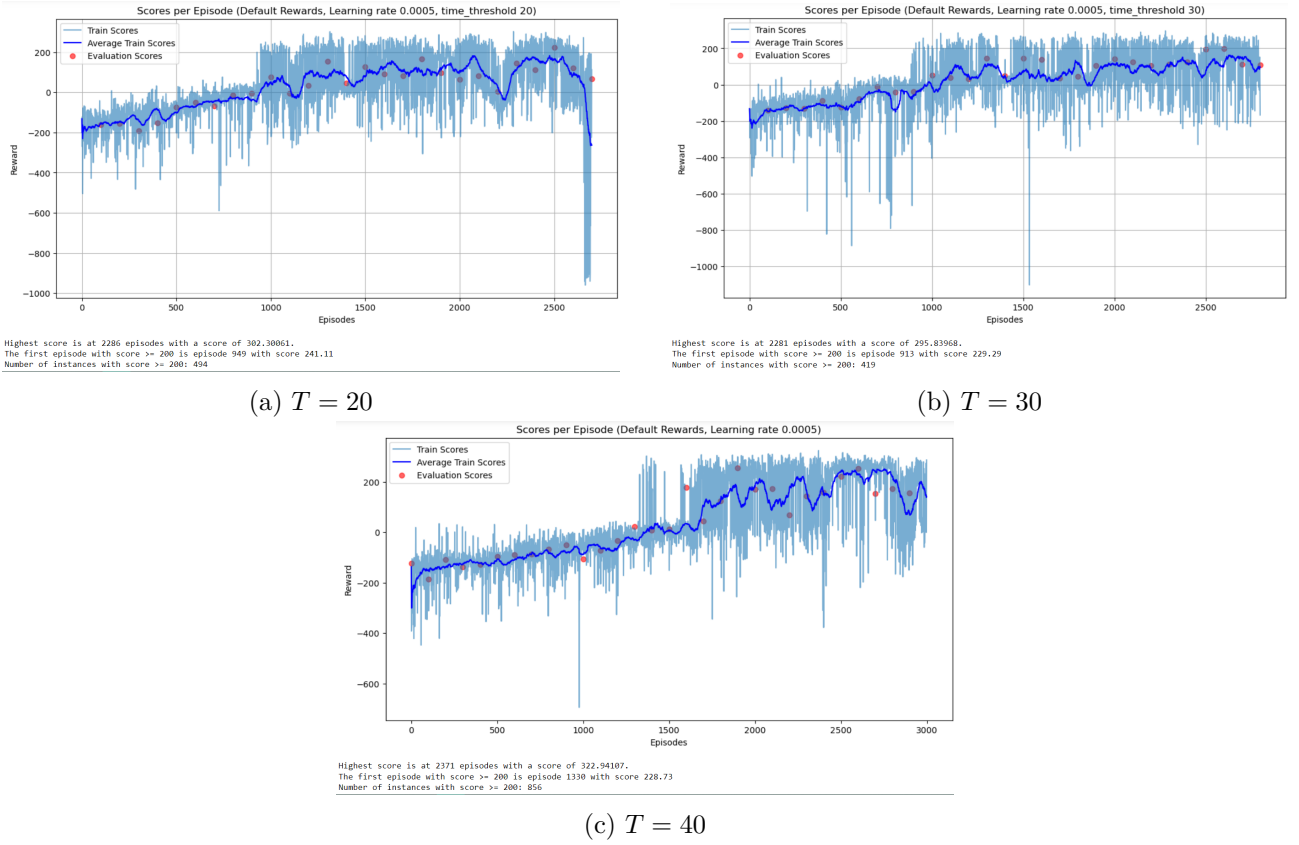 Scores per Episode (Default Rewards, Learning rate 0.0005, time_threshold 20)
Train Scores
Average Train Scores
Evaluation Scores
200
0
−200
−400
−600
−800
−1000
Reward
0 500 1000 1500 2000 2500
Episodes
Highest score is at 2286 episodes with a score of 302.30061.
The first episode with score >= 200 is episode 949 with score 241.11
Number of instances with score >= 200: 494
(a) T = 20
Scores per Episode (Default Rewards, Learning rate 0.0005, time_threshold 30)
Train Scores
Average Train Scores
Evaluation Scores
200
0
−200
−400
−600
−800
−1000
Reward
0 500 1000 1500 2000 2500
Episodes
Highest score is at 2281 episodes with a score of 295.83968.
The first episode with score >= 200 is episode 913 with score 229.29
Number of instances with score >= 200: 419
(b) T = 30
Scores per Episode (Default Rewards, Learning rate 0.0005)
Train Scores
Average Train Scores
Evaluation Scores
200
0
−200
−400
−600
Reward
0 500 1000 1500 2000 2500 3000
Episodes
Highest score is at 2371 episodes with a score of 322.94107.
The first episode with score >= 200 is episode 1330 with score 228.73
Number of instances with score >= 200: 856
(c) T = 40